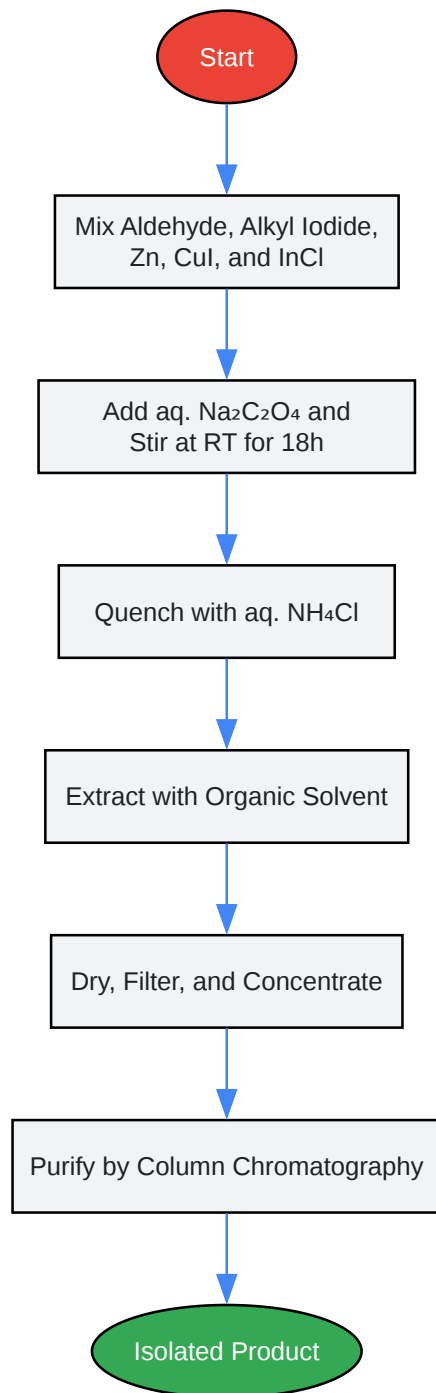 Start
Mix Aldehyde, Alkyl Iodide,
Zn, CuI, and InCl
Add aq. Na₂C₂O₄ and
Stir at RT for 18h
Quench with aq. NH₄Cl
Extract with Organic Solvent
Dry, Filter, and Concentrate
Purify by Column Chromatography
Isolated Product